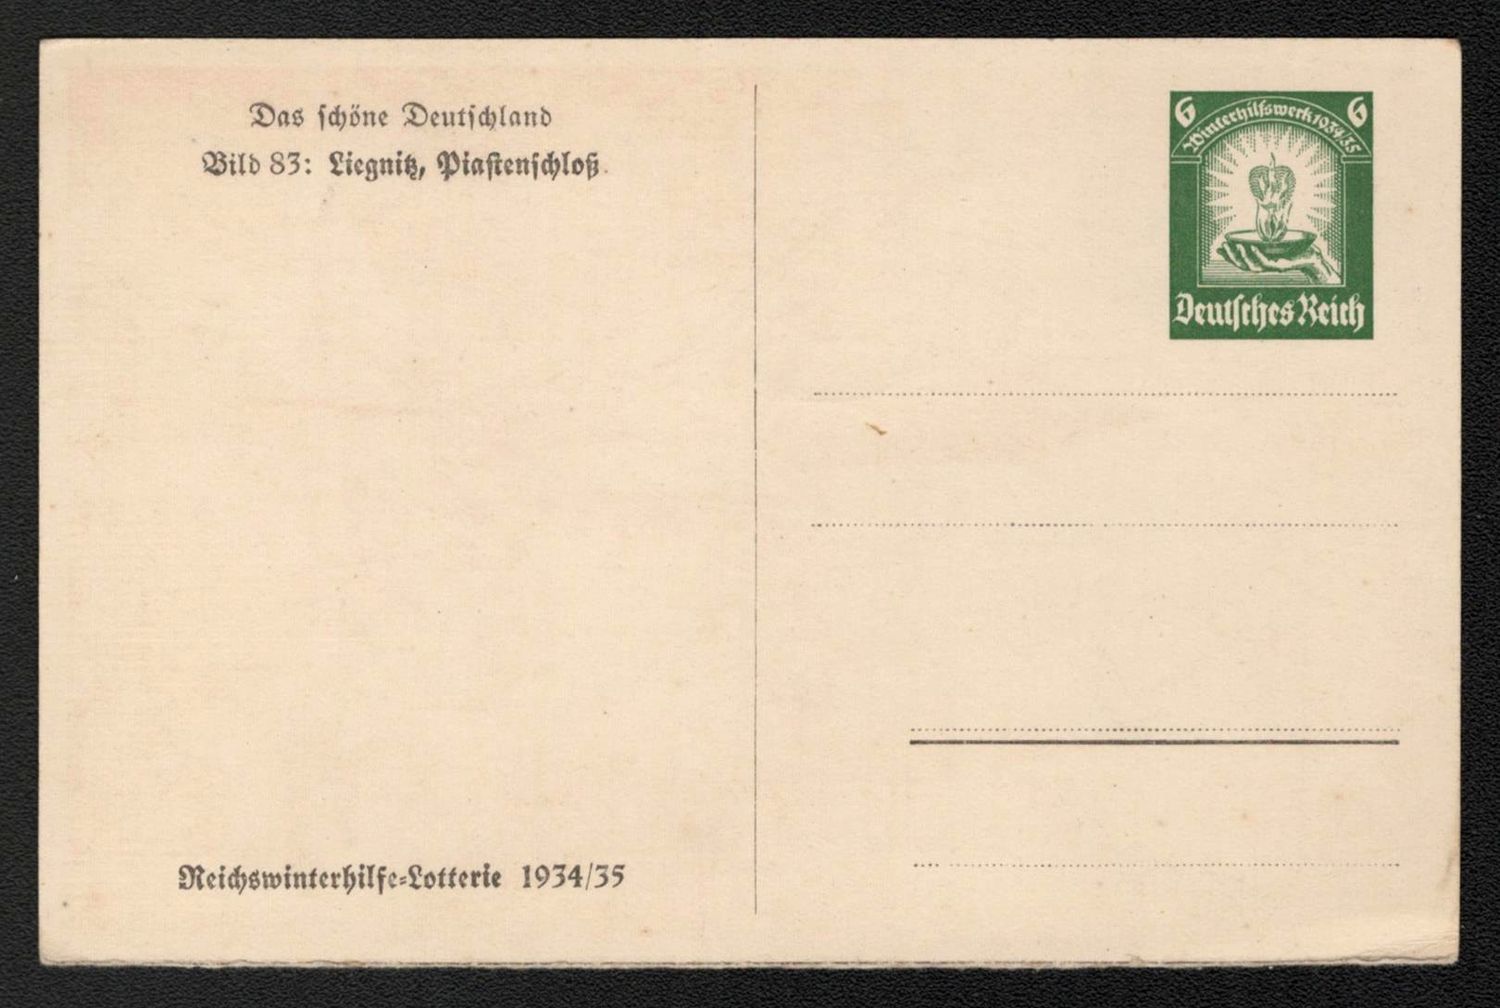 Das schöne Deutschland
Bild 83: Liegnitz, Piastenschloß.
Reichswinterhilfe-Lotterie 1934/35
6 6
Winterhilfswerk 1934/35
Deutsches Reich